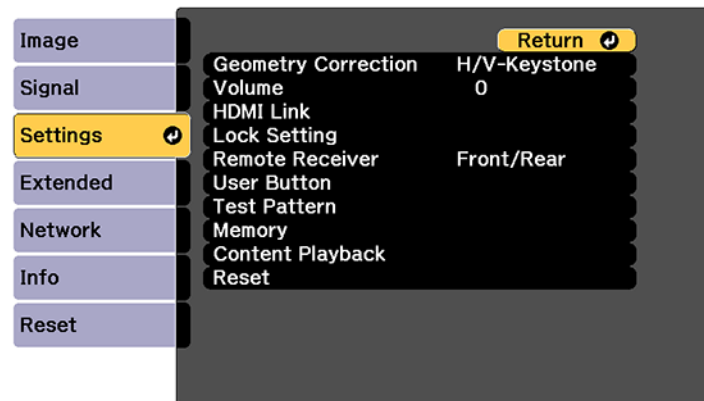 Image
Signal
Settings
Extended
Network
Info
Reset
Return
Geometry Correction H/V-Keystone
Volume 0
HDMI Link
Lock Setting
Remote Receiver Front/Rear
User Button
Test Pattern
Memory
Content Playback
Reset